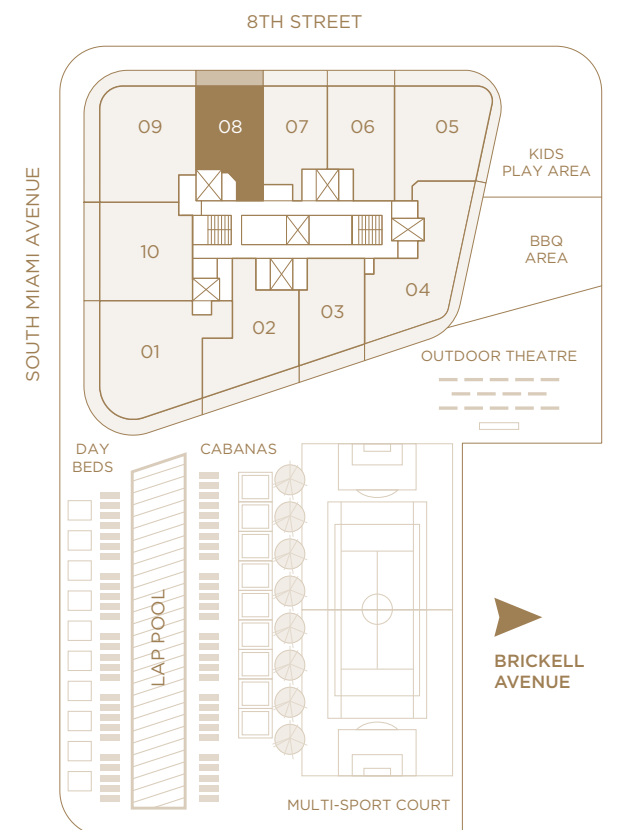 8TH STREET
SOUTH MIAMI AVENUE
09
08
07
06
05
KIDS
PLAY AREA
10
BBQ
AREA
04
03
02
01
OUTDOOR THEATRE
DAY
BEDS
CABANAS
LAP POOL
BRICKELL
AVENUE
MULTI-SPORT COURT